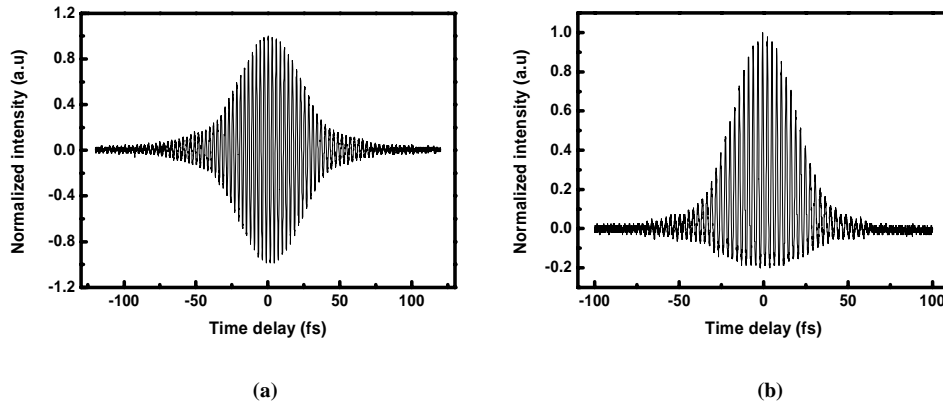 1.2
0.8
0.4
0.0
-0.4
-0.8
-1.2
Normalized intensity (a.u)
-100 -50 0 50 100
Time delay (fs)
(a)
1.0
0.8
0.6
0.4
0.2
0.0
-0.2
Normalized intensity (a.u)
-100 -50 0 50 100
Time delay (fs)
(b)